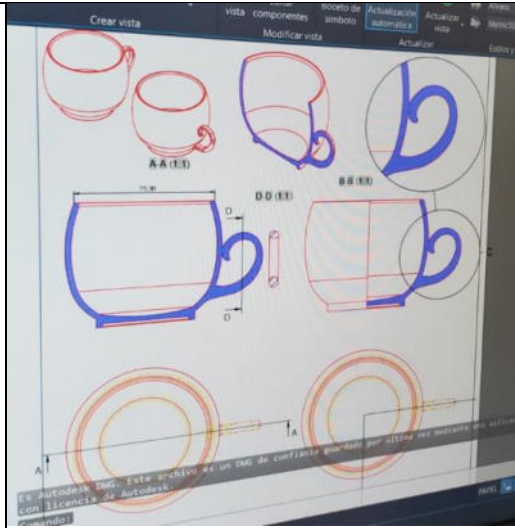 Crear vista
vista
componentes
Modificar vista
Boceto de
símbolo
Actualización
automática
Actualizar
vista
Actualizar
A-A (1:1)
D-D (1:1)
B-B (1:1)
D
D
C
A
A
Es Autodesk DWG. Este archivo es un DWG de confianza guardado por última vez mediante una
con licencia de Autodesk.
Comando:
PAPEL